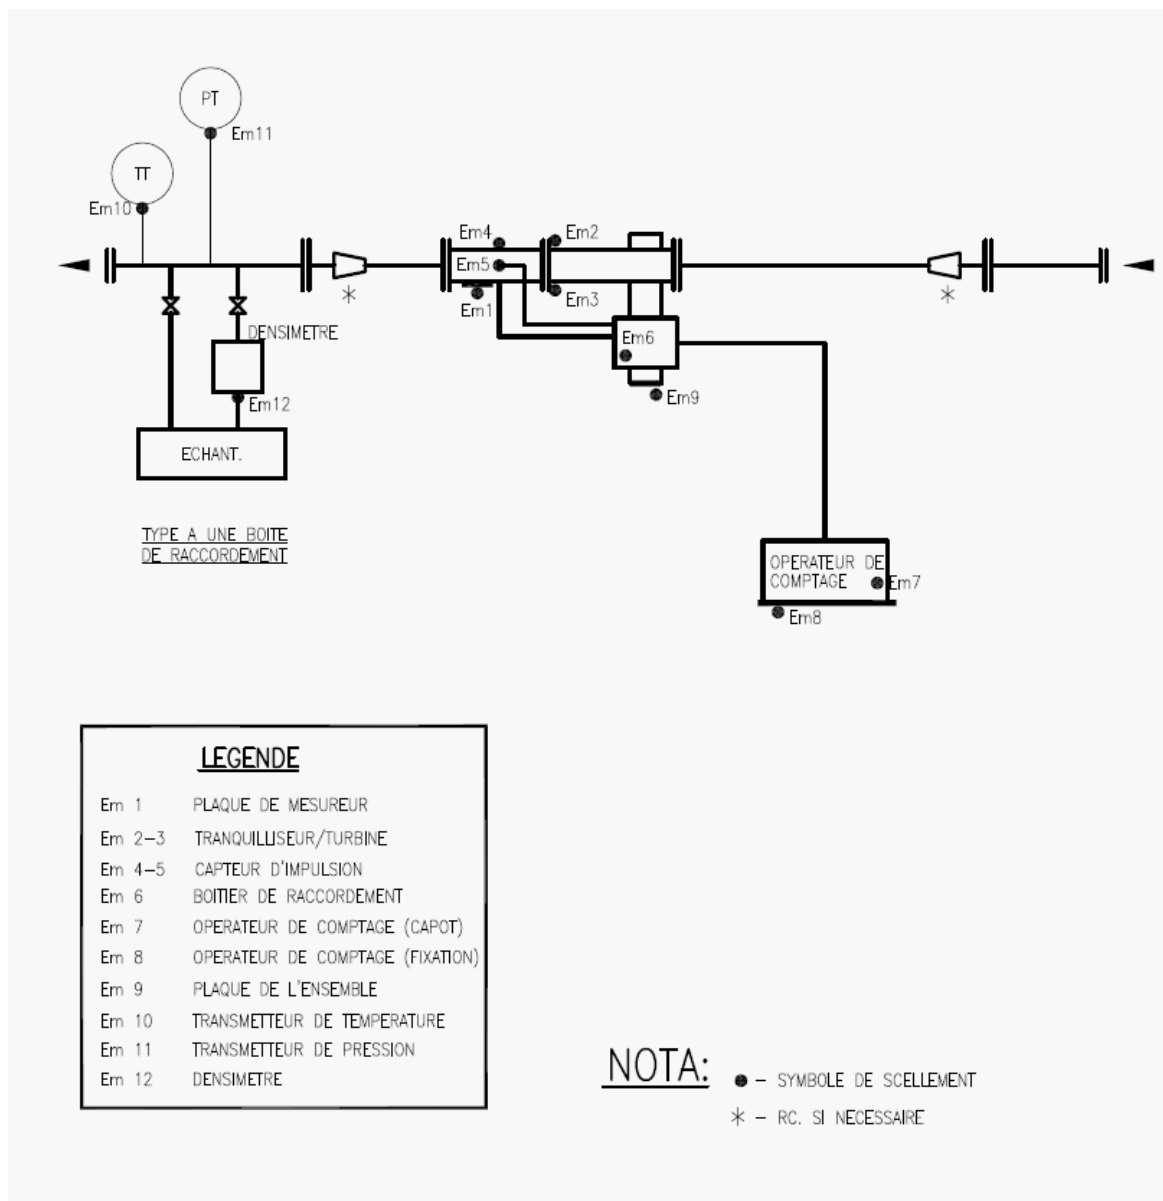 PT
Em11
TT
Em10
Em4
Em2
Em5
Em1
Em3
*
*
DENSIMETRE
Em6
Em12
Em9
ECHANT.
TYPE A UNE BOITE
DE RACCORDEMENT
OPERATEUR DE
COMPTAGE
Em7
Em8
LEGENDE
Em 1 PLAQUE DE MESUREUR
Em 2-3 TRANQUILLISEUR/TURBINE
Em 4-5 CAPTEUR D'IMPULSION
Em 6 BOITIER DE RACCORDEMENT
Em 7 OPERATEUR DE COMPTAGE (CAPOT)
Em 8 OPERATEUR DE COMPTAGE (FIXATION)
Em 9 PLAQUE DE L'ENSEMBLE
Em 10 TRANSMETTEUR DE TEMPERATURE
Em 11 TRANSMETTEUR DE PRESSION
Em 12 DENSIMETRE
NOTA:
● - SYMBOLE DE SCELLEMENT
* - RC. SI NECESSAIRE